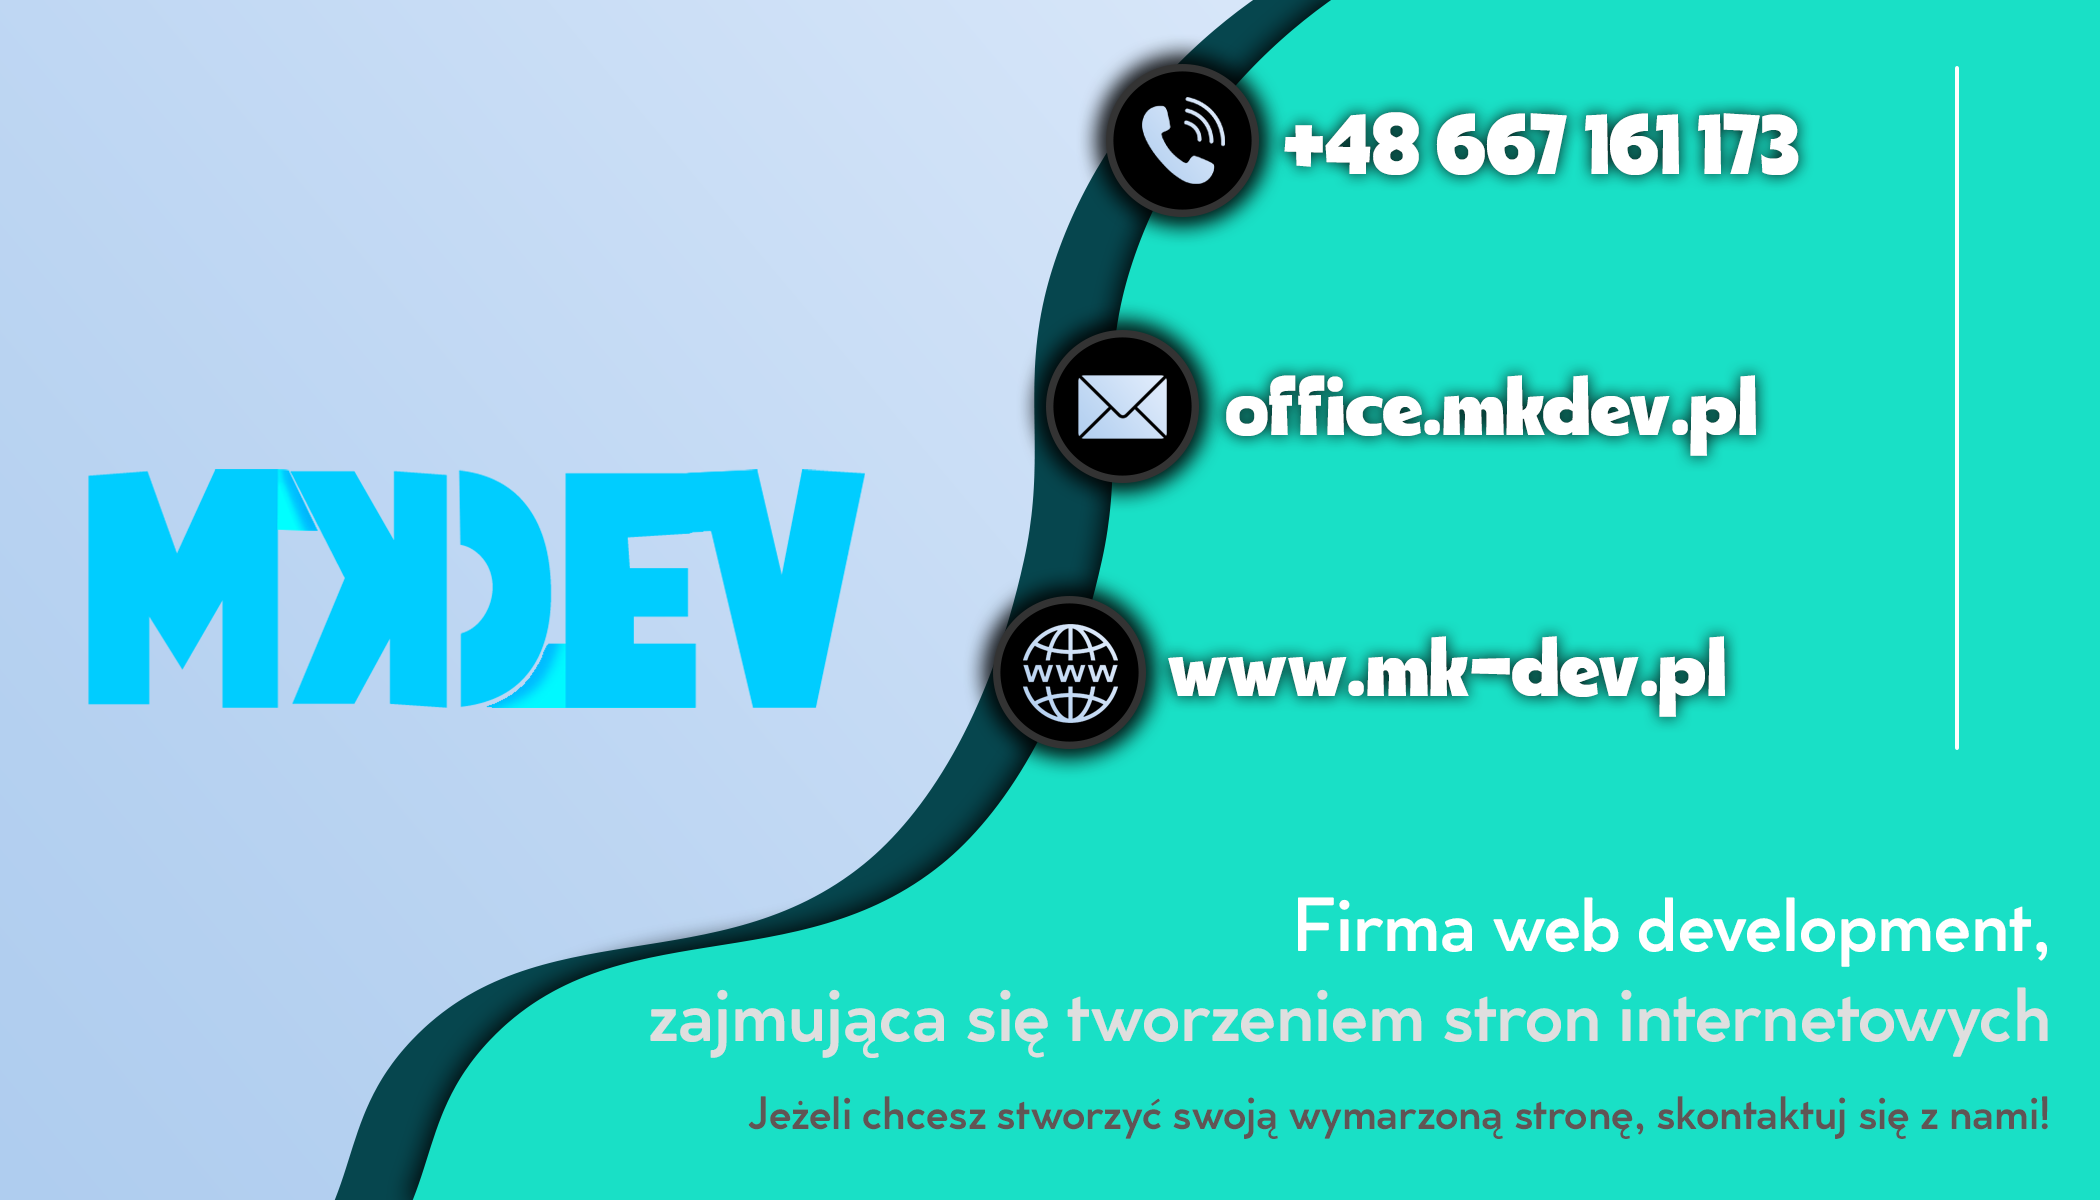 MKDEV
+48 667 161 173
office.mkdev.pl
www
www.mk-dev.pl
Firma web development,
zajmująca się tworzeniem stron internetowych
Jeżeli chcesz stworzyć swoją wymarzoną stronę, skontaktuj się z nami!